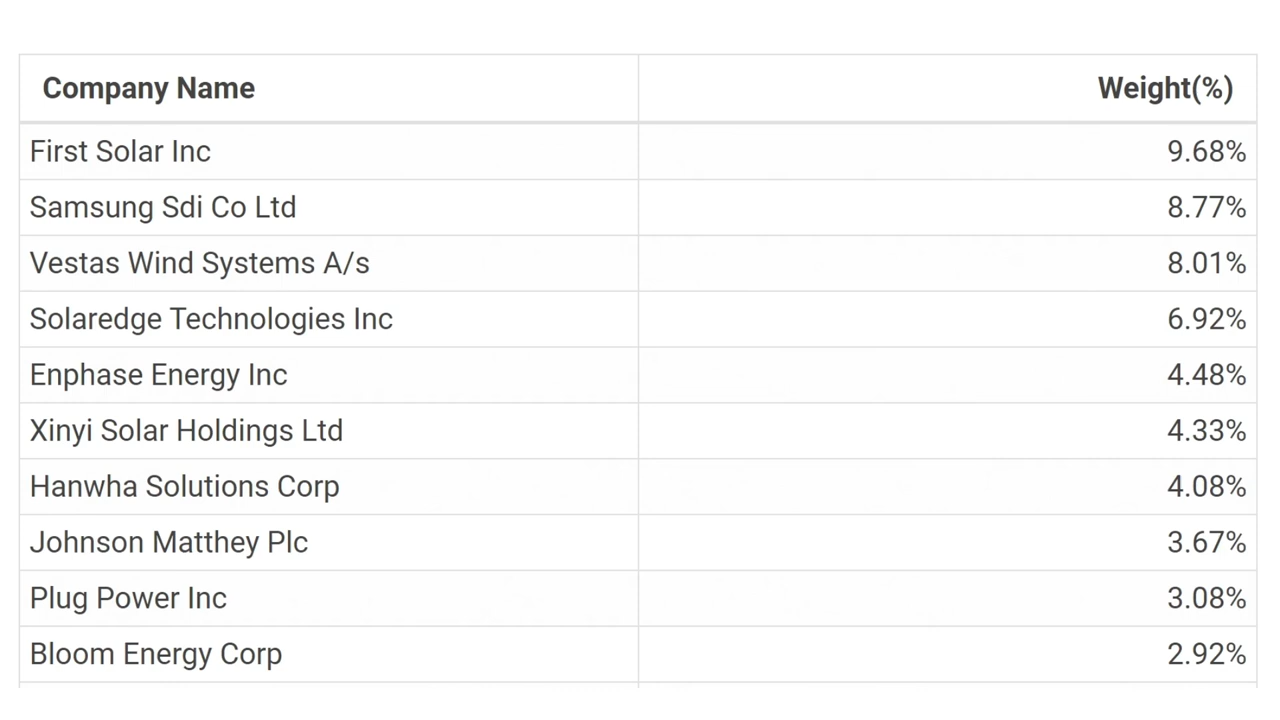 Company Name Weight(%)
First Solar Inc 9.68%
Samsung Sdi Co Ltd 8.77%
Vestas Wind Systems A/s 8.01%
Solaredge Technologies Inc 6.92%
Enphase Energy Inc 4.48%
Xinyi Solar Holdings Ltd 4.33%
Hanwha Solutions Corp 4.08%
Johnson Matthey Plc 3.67%
Plug Power Inc 3.08%
Bloom Energy Corp 2.92%